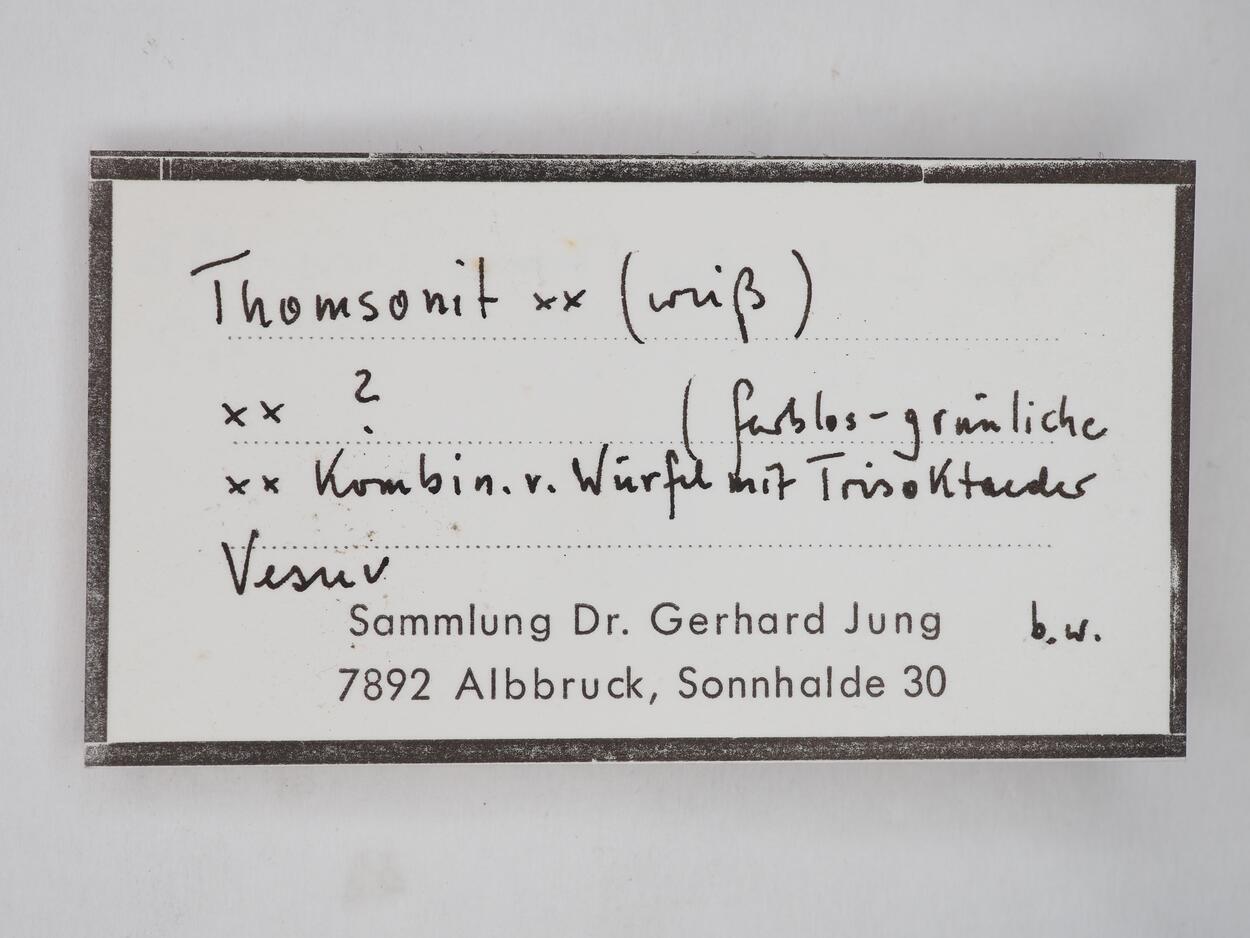 Thomsonit xx (weiß)
xx ? (farblos-grünliche
xx Kombin. v. Würfel mit Trisoktaeder
Vesuv
Sammlung Dr. Gerhard Jung b.w.
7892 Albbruck, Sonnhalde 30